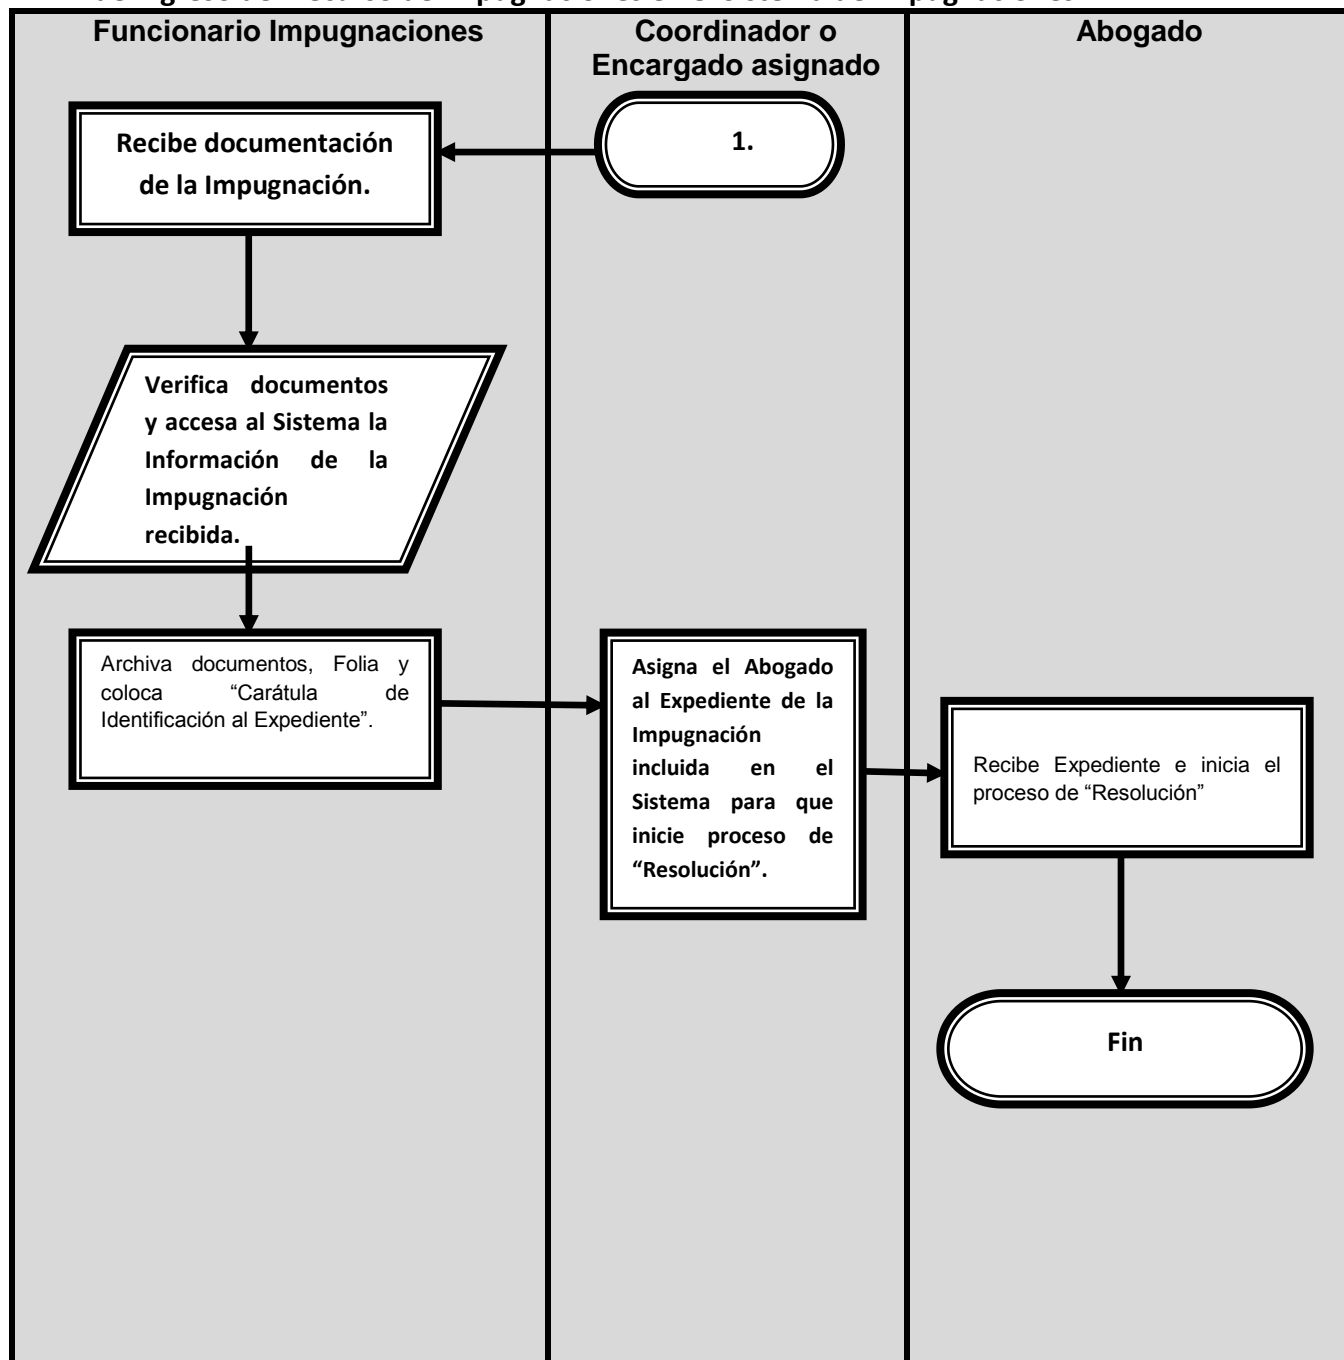 Funcionario Impugnaciones
Coordinador o
Encargado asignado
Abogado
Recibe documentación
de la Impugnación.
1.
Verifica documentos
y accesa al Sistema la
Información de la
Impugnación
recibida.
Archiva documentos, Folia y
coloca “Carátula de
Identificación al Expediente”.
Asigna el Abogado
al Expediente de la
Impugnación
incluida en el
Sistema para que
inicie proceso de
“Resolución”.
Recibe Expediente e inicia el
proceso de “Resolución”
Fin